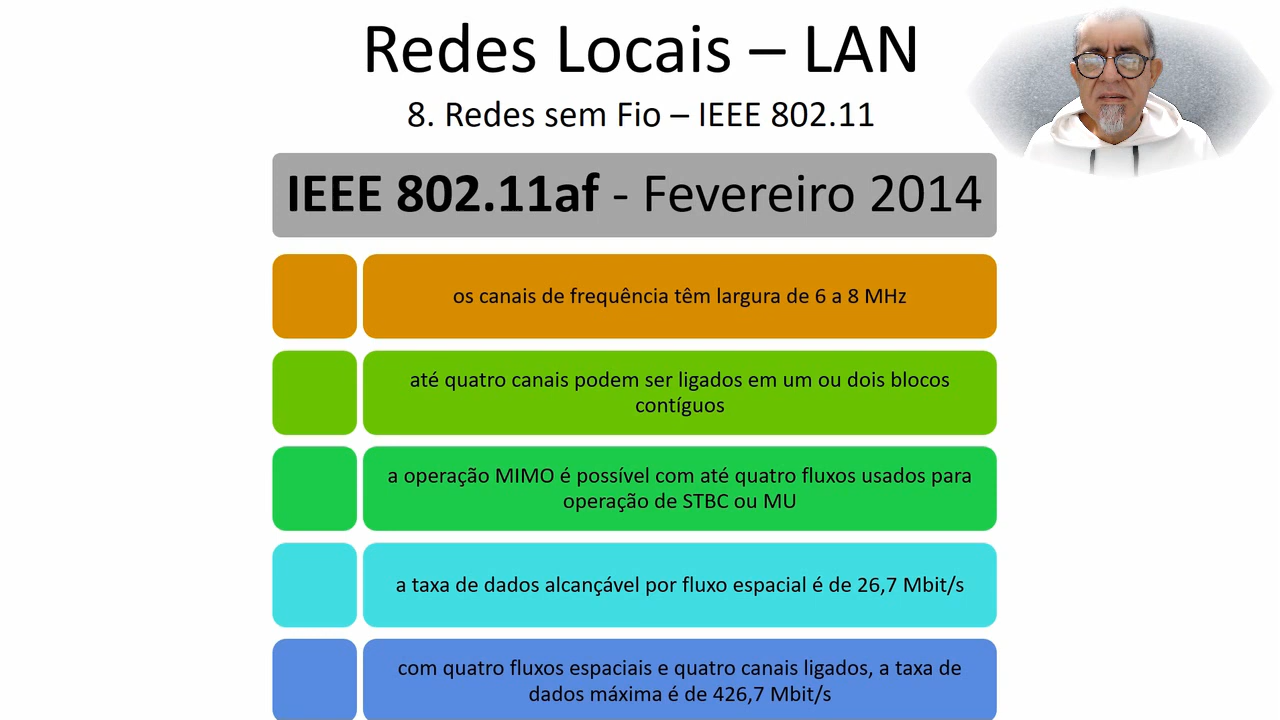 Redes Locais – LAN
8. Redes sem Fio – IEEE 802.11
IEEE 802.11af - Fevereiro 2014
os canais de frequência têm largura de 6 a 8 MHz
até quatro canais podem ser ligados em um ou dois blocos
contíguos
a operação MIMO é possível com até quatro fluxos usados para
operação de STBC ou MU
a taxa de dados alcançável por fluxo espacial é de 26,7 Mbit/s
com quatro fluxos espaciais e quatro canais ligados, a taxa de
dados máxima é de 426,7 Mbit/s